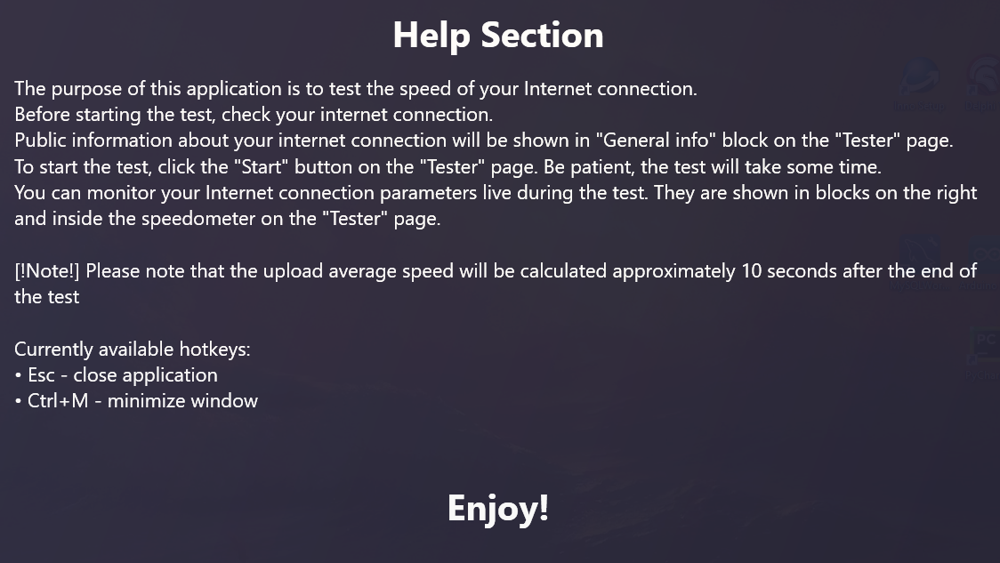 Help Section
The purpose of this application is to test the speed of your Internet connection.
Before starting the test, check your internet connection.
Public information about your internet connection will be shown in "General info" block on the "Tester" page.
To start the test, click the "Start" button on the "Tester" page. Be patient, the test will take some time.
You can monitor your Internet connection parameters live during the test. They are shown in blocks on the right
and inside the speedometer on the "Tester" page.
[!Note!] Please note that the upload average speed will be calculated approximately 10 seconds after the end of
the test
Currently available hotkeys:
• Esc - close application
• Ctrl+M - minimize window
Enjoy!